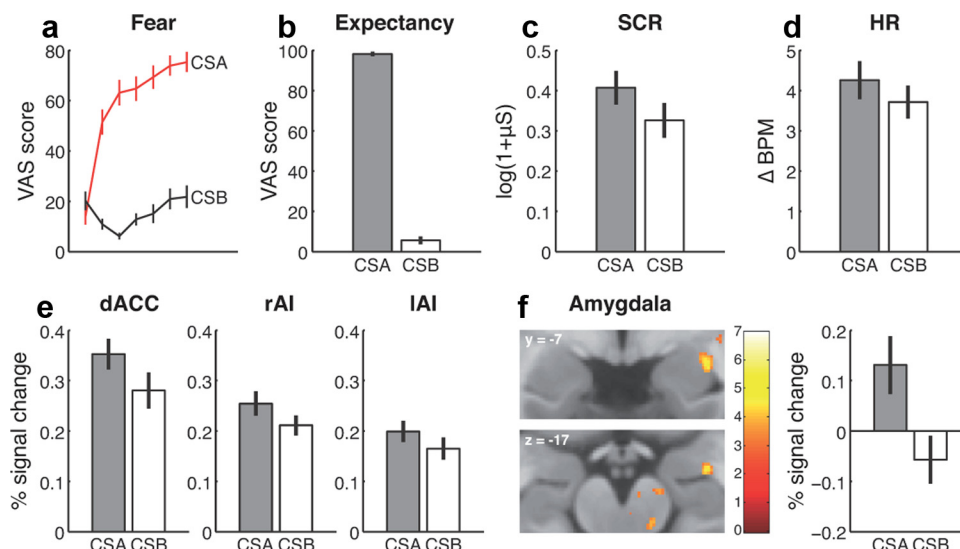 a Fear
VAS score
80
60
40
20
0
CSA
CSB
b Expectancy
VAS score
100
80
60
40
20
0
CSA CSB
c SCR
log(1+μS)
0.5
0.4
0.3
0.2
0.1
0
CSA CSB
d HR
Δ BPM
5
4
3
2
1
0
CSA CSB
e dACC
% signal change
0.4
0.3
0.2
0.1
0
CSA CSB
rAI
0.4
0.3
0.2
0.1
0
CSA CSB
lAI
0.4
0.3
0.2
0.1
0
CSA CSB
f Amygdala
y = -7
z = -17
7
6
5
4
3
2
1
0
% signal change
0.2
0.1
0
−0.1
−0.2
CSA CSB